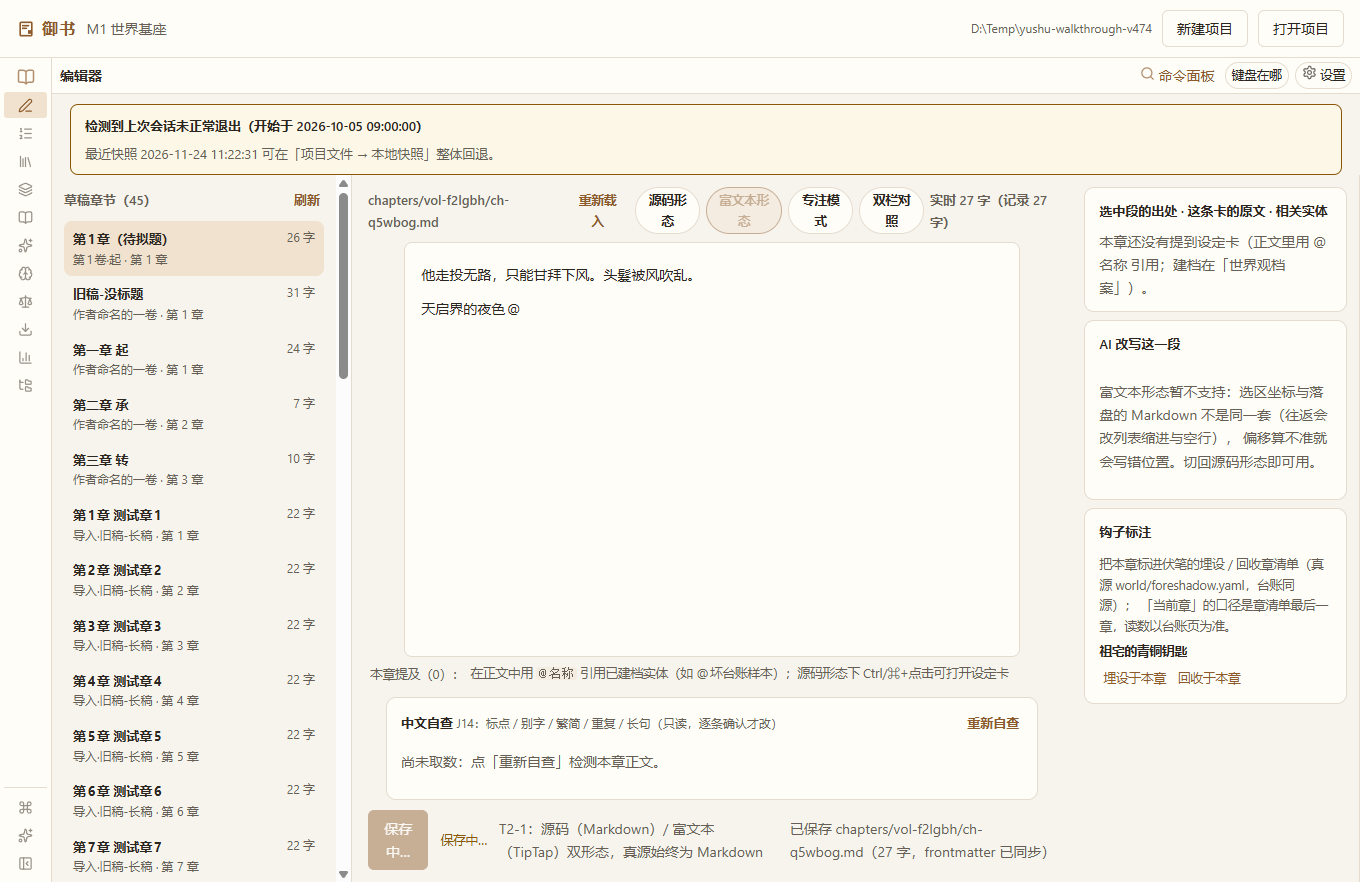 御书 M1 世界基座
D:\Temp\yushu-walkthrough-v474 新建项目 打开项目
编辑器
命令面板 键盘在哪 设置
检测到上次会话未正常退出（开始于 2026-10-05 09:00:00）
最近快照 2026-11-24 11:22:31 可在「项目文件 → 本地快照」整体回退。
草稿章节（45） 刷新
第1章（待拟题） 26 字
第1卷·起 · 第 1 章
旧稿-没标题 31 字
作者命名的一卷 · 第 1 章
第一章 起 24 字
作者命名的一卷 · 第 1 章
第二章 承 7 字
作者命名的一卷 · 第 2 章
第三章 转 10 字
作者命名的一卷 · 第 3 章
第1章 测试章1 22 字
导入·旧稿-长稿 · 第 1 章
第2章 测试章2 22 字
导入·旧稿-长稿 · 第 2 章
第3章 测试章3 22 字
导入·旧稿-长稿 · 第 3 章
第4章 测试章4 22 字
导入·旧稿-长稿 · 第 4 章
第5章 测试章5 22 字
导入·旧稿-长稿 · 第 5 章
第6章 测试章6 22 字
导入·旧稿-长稿 · 第 6 章
第7章 测试章7 22 字
导入·旧稿-长稿 · 第 7 章
chapters/vol-f2lgbh/ch-
q5wbog.md
重新载
入
源码形
态
富文本形
态
专注模
式
双栏对
照
实时 27 字（记录 27
字）
他走投无路，只能甘拜下风。头髮被风吹乱。
天启界的夜色＠
本章提及（0）： 在正文中用 @名称 引用已建档实体（如 @坏台账样本）；源码形态下 Ctrl/⌘+点击可打开设定卡
中文自查 J14：标点 / 别字 / 繁简 / 重复 / 长句（只读，逐条确认才改） 重新自查
尚未取数：点「重新自查」检测本章正文。
保存
中...
保存中...
T2-1：源码（Markdown）/ 富文本
（TipTap）双形态，真源始终为 Markdown
已保存 chapters/vol-f2lgbh/ch-
q5wbog.md（27 字，frontmatter 已同步）
选中段的出处 · 这条卡的原文 · 相关实体
本章还没有提到设定卡（正文里用 @
名称 引用；建档在「世界观档
案」）。
AI 改写这一段
富文本形态暂不支持：选区坐标与落
盘的 Markdown 不是同一套（往返会
改列表缩进与空行），偏移算不准就
会写错位置。切回源码形态即可用。
钩子标注
把本章标进伏笔的埋设 / 回收章清单（真
源 world/foreshadow.yaml，台账同
源）；「当前章」的口径是章清单最后一
章，读数以台账页为准。
祖宅的青铜钥匙
埋设于本章 回收于本章